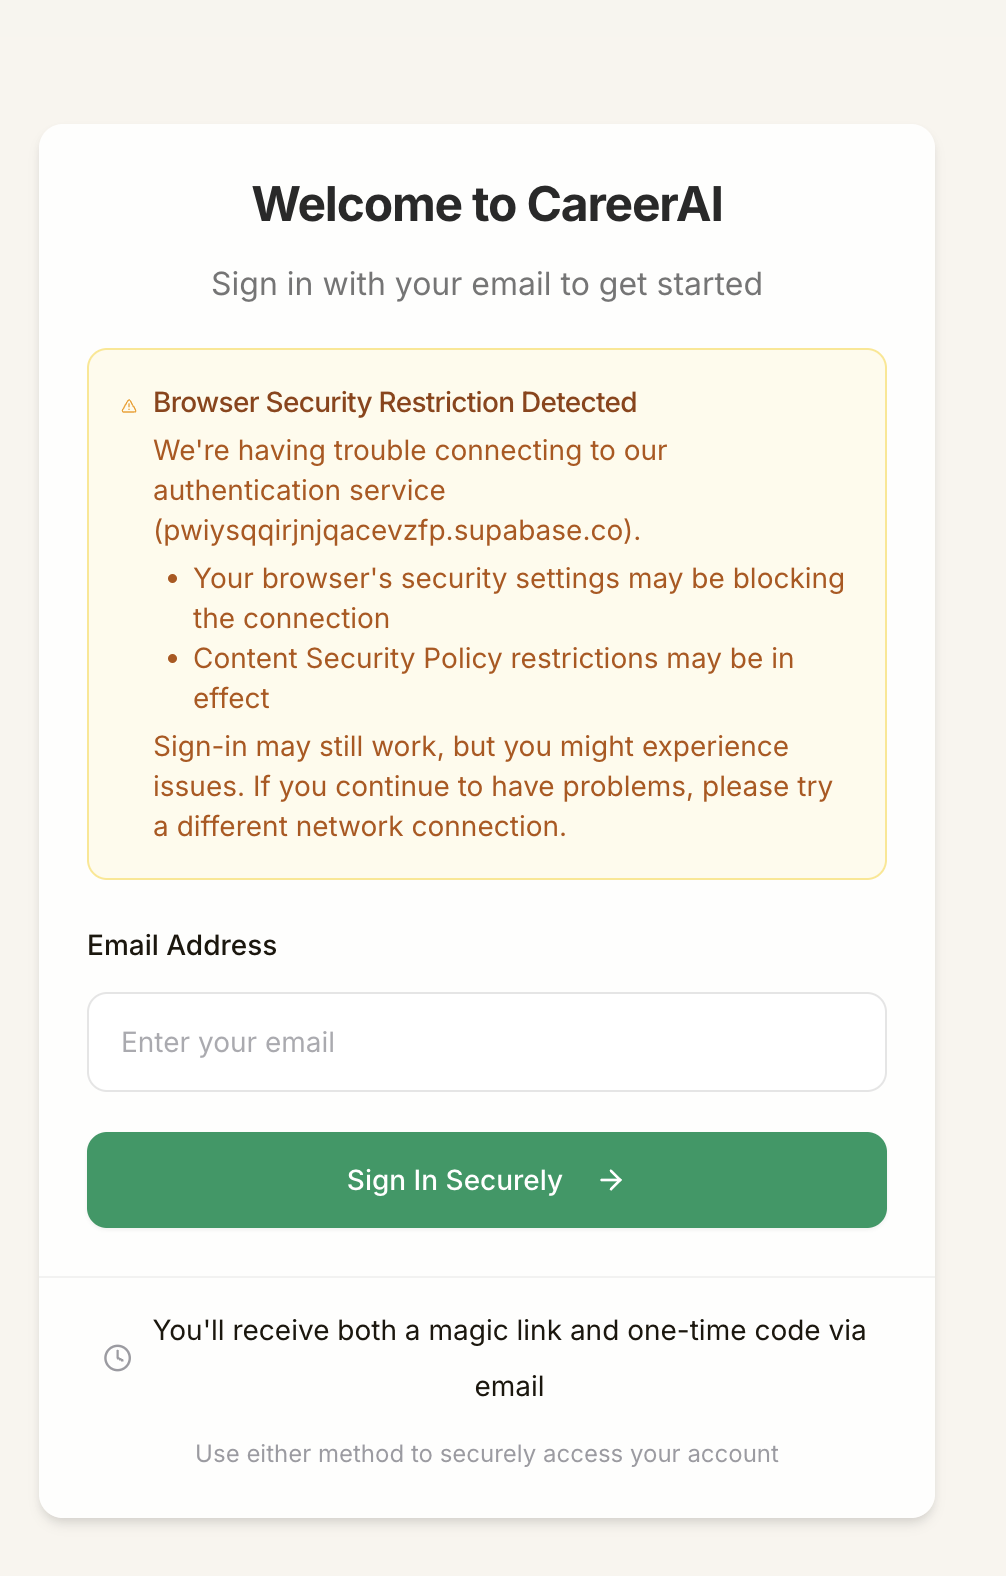 Welcome to CareerAI
Sign in with your email to get started
Browser Security Restriction Detected
We're having trouble connecting to our
authentication service
(pwiysqqirjnjqacevzfp.supabase.co).
• Your browser's security settings may be blocking
the connection
• Content Security Policy restrictions may be in
effect
Sign-in may still work, but you might experience
issues. If you continue to have problems, please try
a different network connection.
Email Address
Enter your email
Sign In Securely →
You'll receive both a magic link and one-time code via
email
Use either method to securely access your account